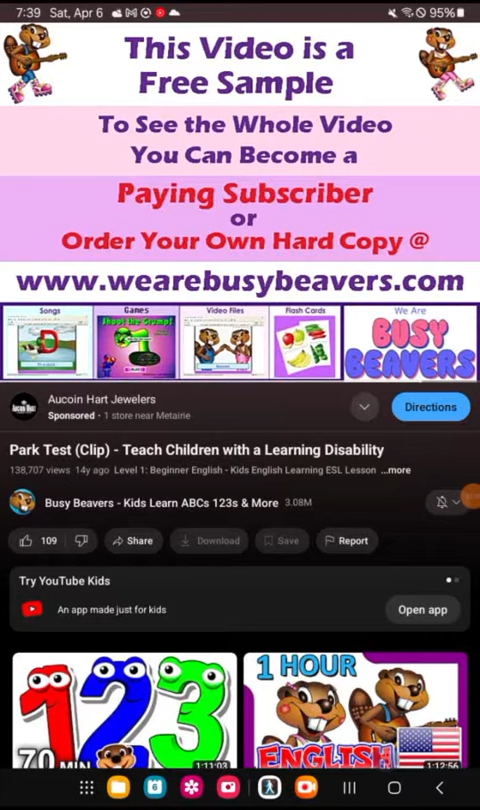 7:39 Sat, Apr 6
95%
This Video is a
Free Sample
To See the Whole Video
You Can Become a
Paying Subscriber
or
Order Your Own Hard Copy @
www.wearebusybeavers.com
Songs Games Video Files Flash Cards We Are
D Shoot the Grump! BUSY
BEAVERS
Aucoin Hart Jewelers
Sponsored • 1 store near Metairie
Directions
Park Test (Clip) - Teach Children with a Learning Disability
138,707 views 14y ago Level 1: Beginner English - Kids English Learning ESL Lesson ...more
Busy Beavers - Kids Learn ABCs 123s & More 3.08M
109 Share Download Save Report
Try YouTube Kids
An app made just for kids
Open app
123 1 HOUR
70 MIN ENGLISH
1:11:03 1:12:56
6